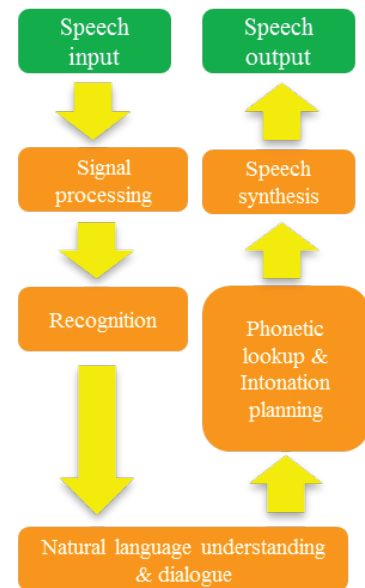 Speech
input
Speech
output
Signal
processing
Speech
synthesis
Recognition
Phonetic
lookup &
Intonation
planning
Natural language understanding
& dialogue